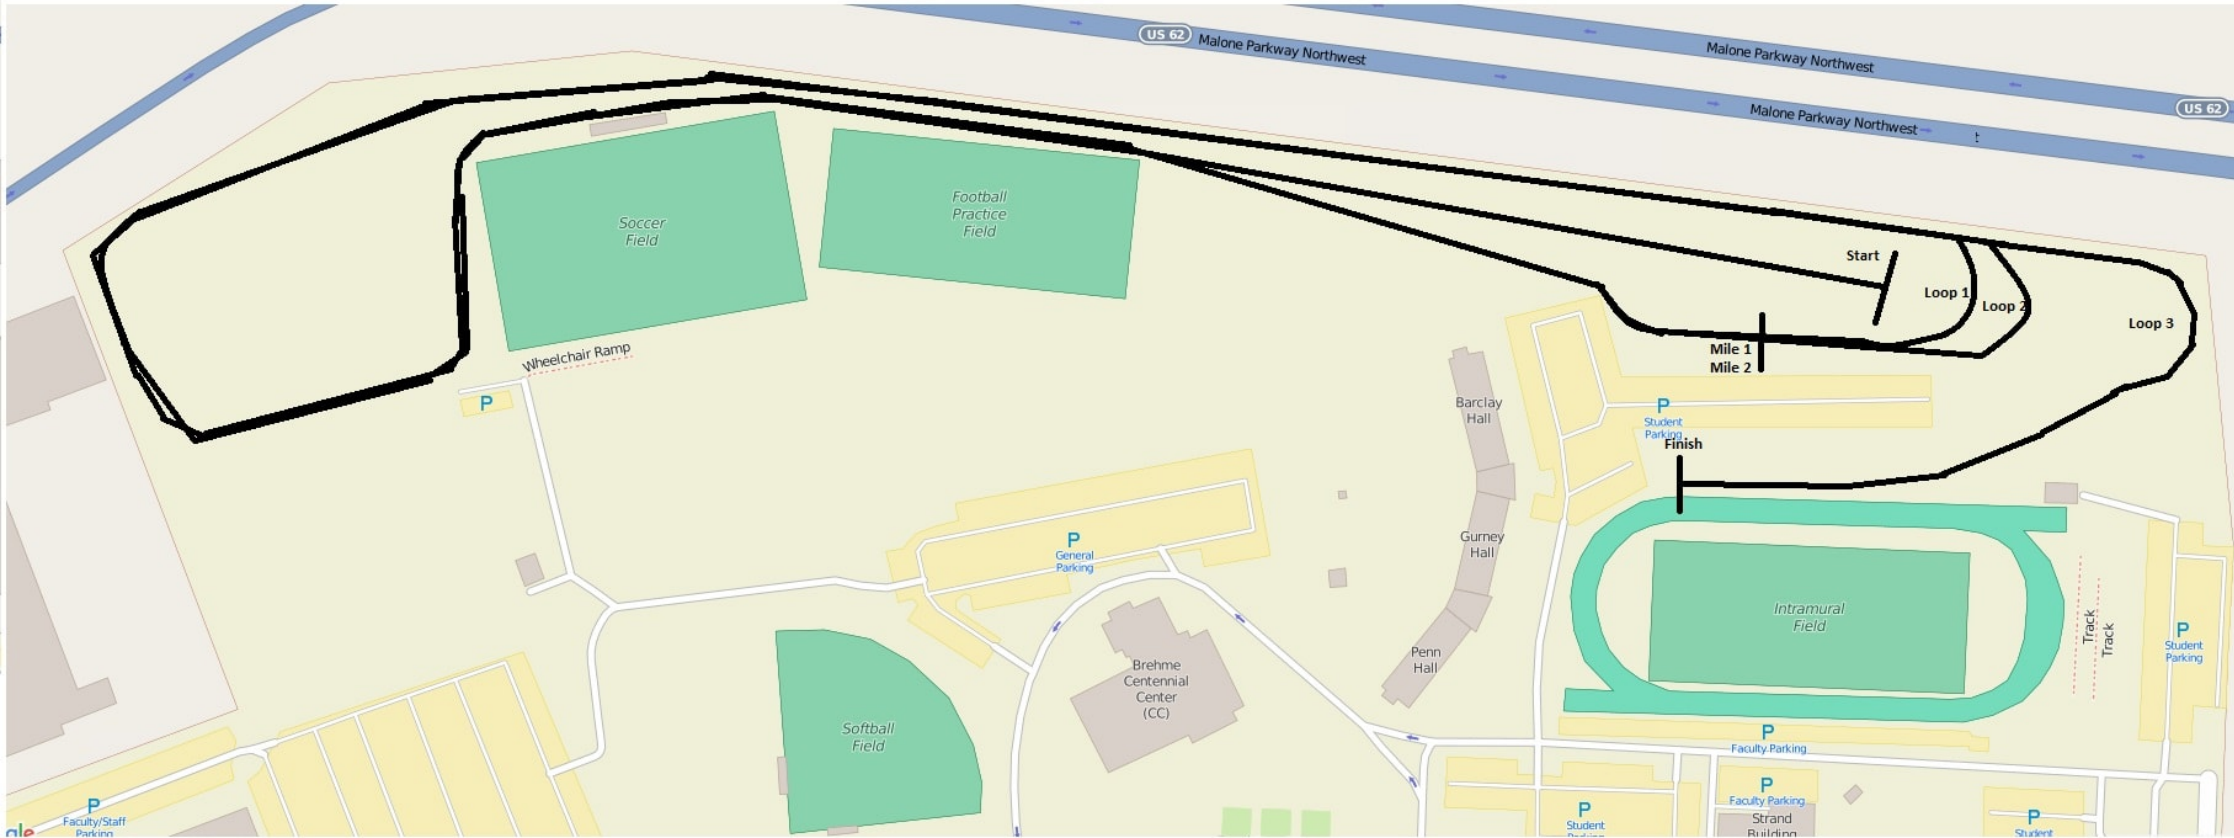 US 62
Malone Parkway Northwest
Malone Parkway Northwest
US 62
Malone Parkway Northwest
t
Soccer
Field
Football
Practice
Field
Start
Loop 1
Loop 2
Loop 3
Mile 1
Mile 2
Wheelchair Ramp
P
Barclay
Hall
P
Student
Parking
Finish
P
General
Parking
Gurney
Hall
Intramural
Field
Track
Track
P
Student
Parking
Penn
Hall
Brehme
Centennial
Center
(CC)
Softball
Field
P
Faculty Parking
P
Faculty/Staff
Parking
gle
P
Faculty Parking
P
Student
Strand
Building
P
Student